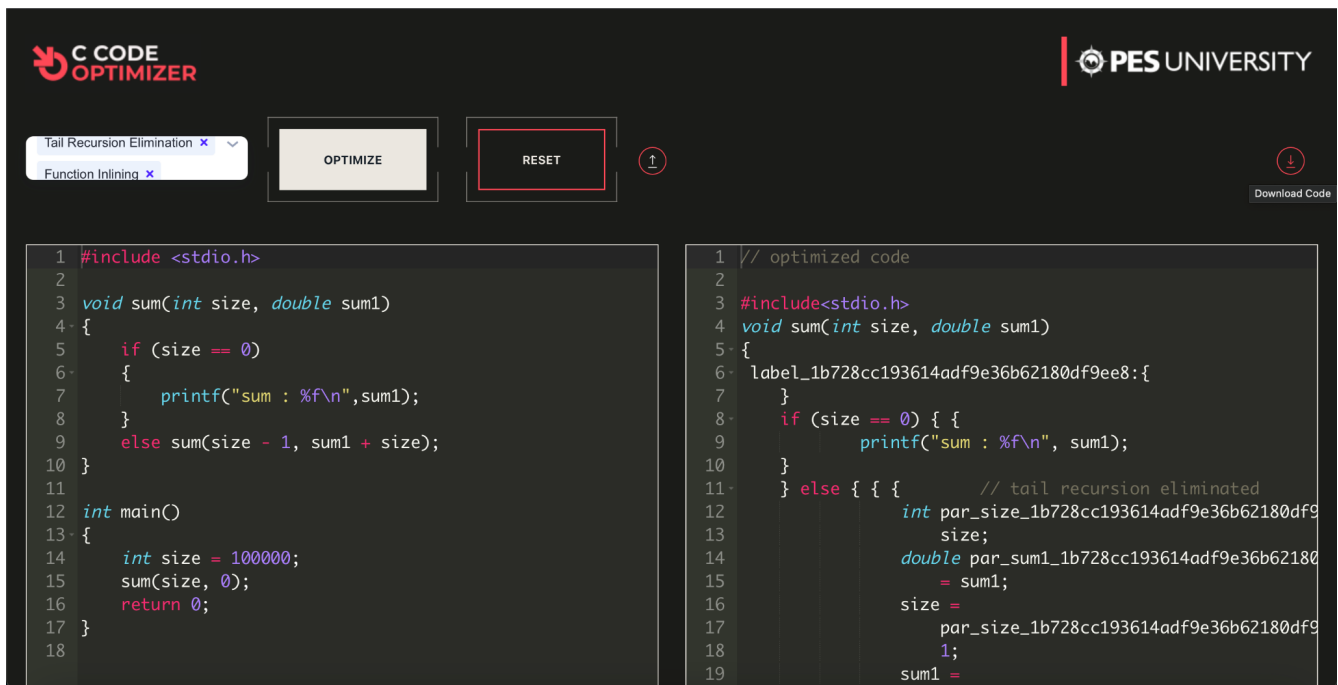 C CODE
OPTIMIZER
PES UNIVERSITY
Tail Recursion Elimination ×
Function Inlining ×
OPTIMIZE
RESET
Download Code
1 #include <stdio.h>
2
3 void sum(int size, double sum1)
4 {
5     if (size == 0)
6     {
7         printf("sum : %f\n",sum1);
8     }
9     else sum(size - 1, sum1 + size);
10 }
11
12 int main()
13 {
14     int size = 100000;
15     sum(size, 0);
16     return 0;
17 }
18
1 // optimized code
2
3 #include<stdio.h>
4 void sum(int size, double sum1)
5 {
6  label_1b728cc193614adf9e36b62180df9ee8:{
7     }
8     if (size == 0) { {
9             printf("sum : %f\n", sum1);
10     }
11     } else { { {        // tail recursion eliminated
12                 int par_size_1b728cc193614adf9e36b62180df9
13                     size;
14                 double par_sum1_1b728cc193614adf9e36b62180
15                     = sum1;
16                 size =
17                     par_size_1b728cc193614adf9e36b62180df9
18                     1;
19                 sum1 =